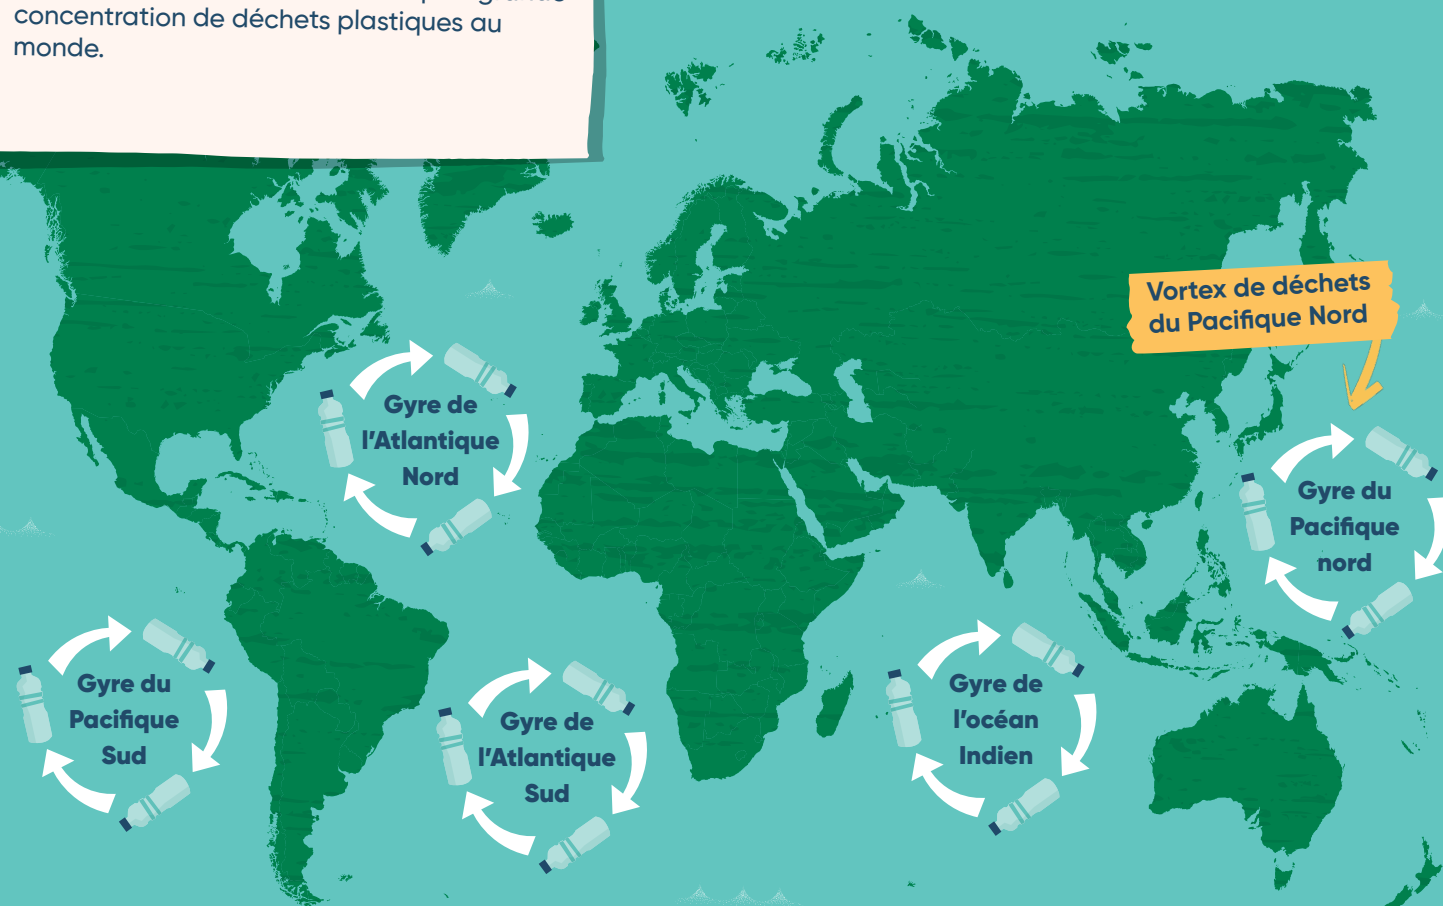 concentration de déchets plastiques au
monde.
Vortex de déchets
du Pacifique Nord
Gyre de
l'Atlantique
Nord
Gyre du
Pacifique
nord
Gyre du
Pacifique
Sud
Gyre de
l'Atlantique
Sud
Gyre de
l'océan
Indien